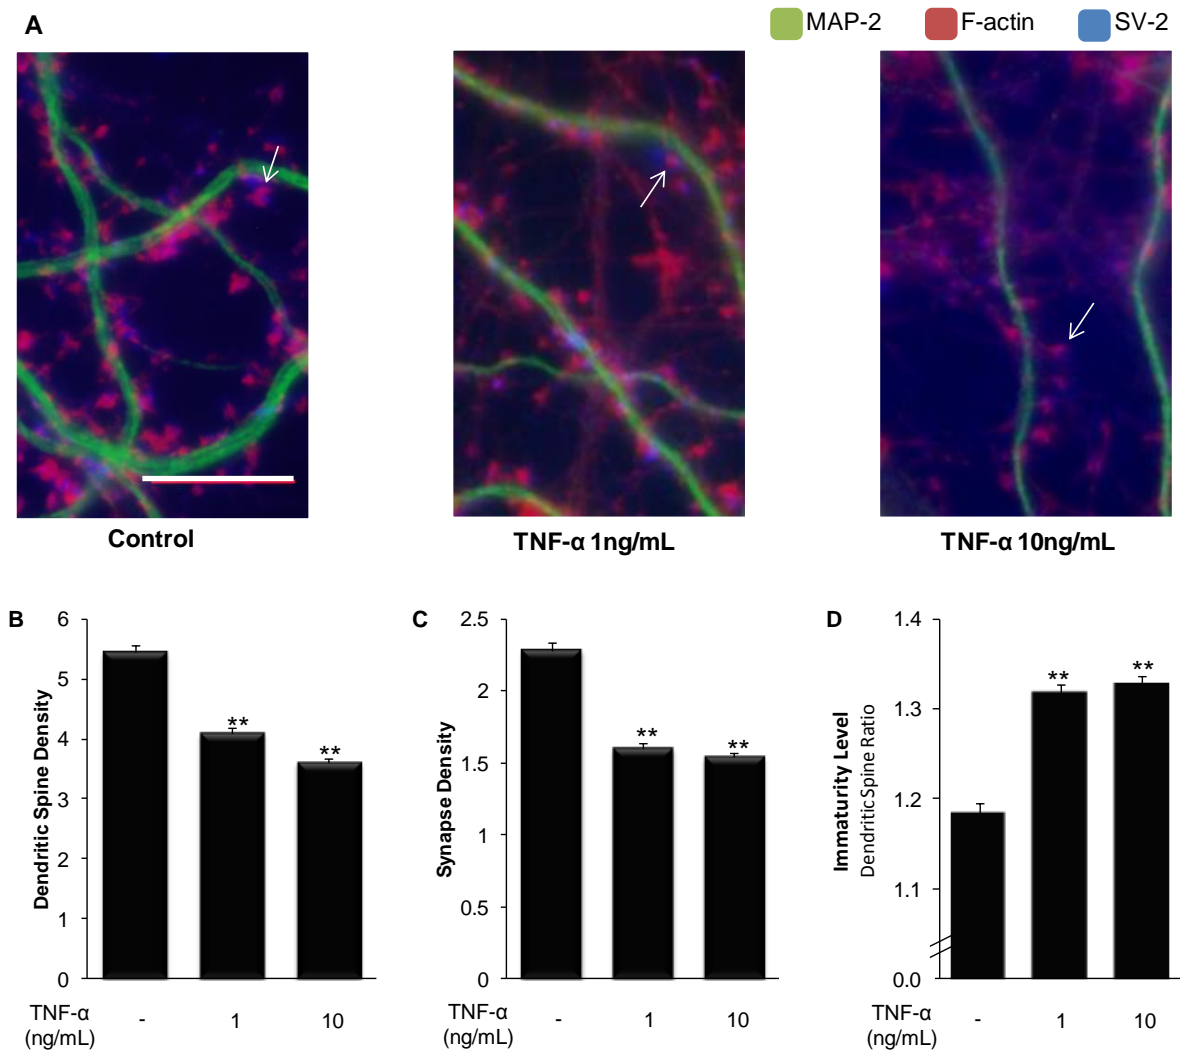 A
MAP-2 F-actin SV-2
Control
TNF-α 1ng/mL
TNF-α 10ng/mL
B
Dendritic Spine Density
6
5
4
3
2
1
0
**
**
TNF-α
(ng/mL)
- 1 10
C
Synapse Density
2.5
2
1.5
1
0.5
0
**
**
TNF-α
(ng/mL)
- 1 10
D
Immaturity Level
Dendritic Spine Ratio
1.4
1.3
1.2
1.1
0.0
**
**
TNF-α
(ng/mL)
- 1 10